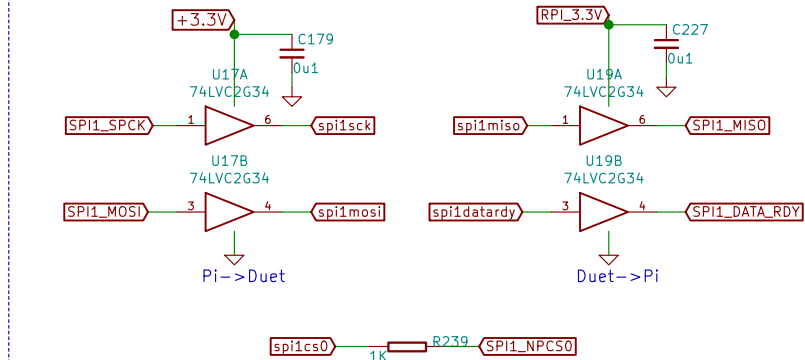 +3.3V
C179
0u1
U17A
74LVC2G34
SPI1_SPCK
1
6
spi1sck
U17B
74LVC2G34
SPI1_MOSI
3
4
spi1mosi
Pi->Duet
RPI_3.3V
C227
0u1
U19A
74LVC2G34
spi1miso
1
6
SPI1_MISO
U19B
74LVC2G34
spi1datardy
3
4
SPI1_DATA_RDY
Duet->Pi
spi1cs0
1K
R239
SPI1_NPCS0